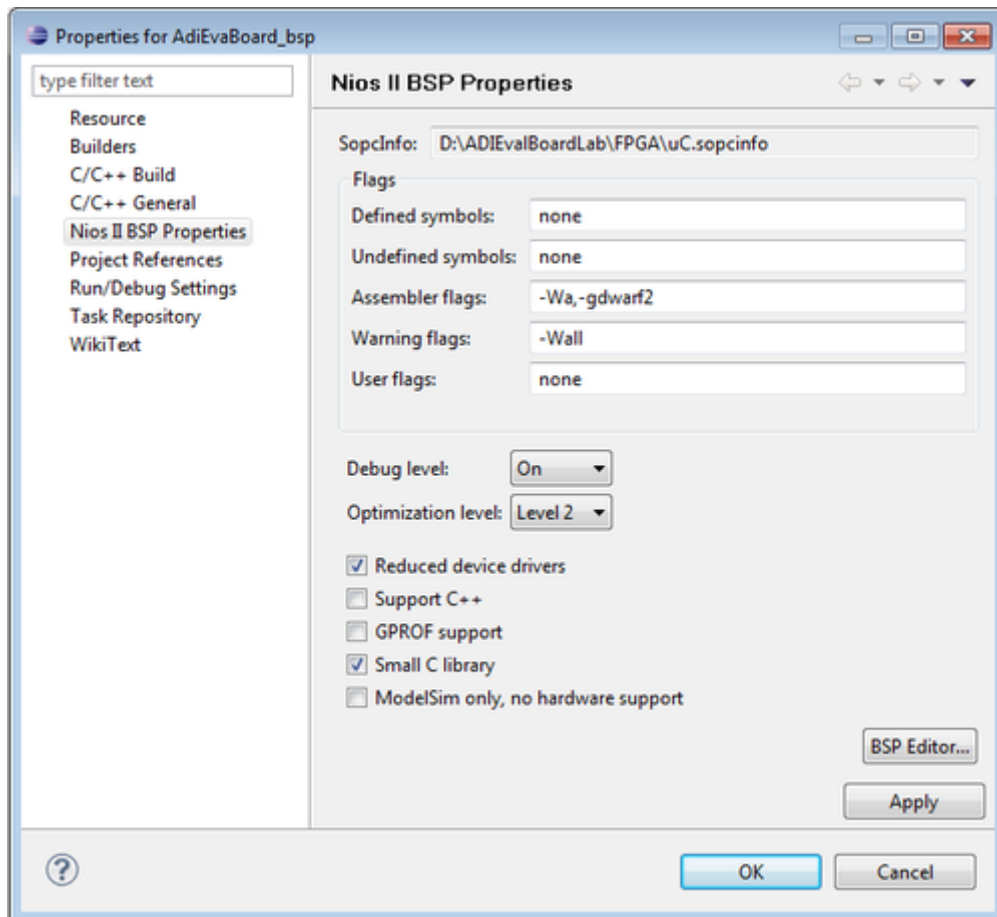 Properties for AdiEvaBoard_bsp
type filter text
Resource
Builders
C/C++ Build
C/C++ General
Nios II BSP Properties
Project References
Run/Debug Settings
Task Repository
WikiText
Nios II BSP Properties
SopcInfo: D:\ADIEvalBoardLab\FPGA\uC.sopcinfo
Flags
Defined symbols: none
Undefined symbols: none
Assembler flags: -Wa,-gdwarf2
Warning flags: -Wall
User flags: none
Debug level: On
Optimization level: Level 2
Reduced device drivers
Support C++
GPROF support
Small C library
ModelSim only, no hardware support
BSP Editor...
Apply
?
OK Cancel